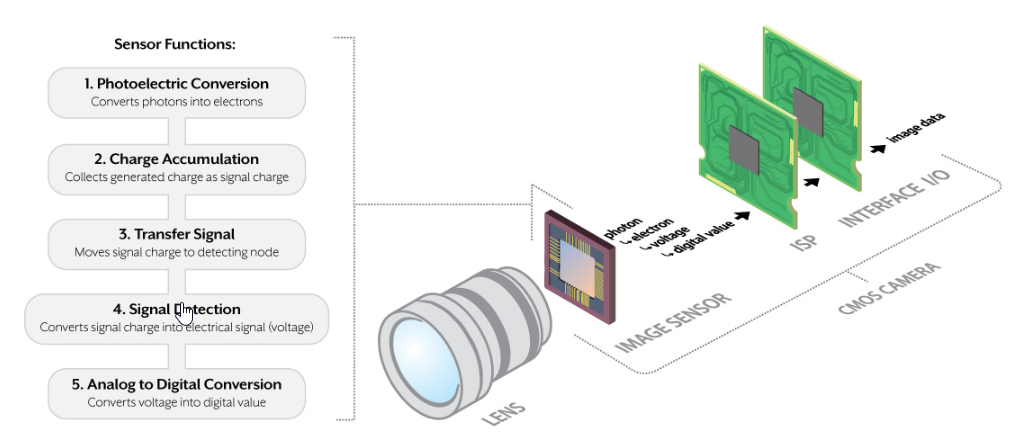 Sensor Functions:
1. Photoelectric Conversion
Converts photons into electrons
2. Charge Accumulation
Collects generated charge as signal charge
3. Transfer Signal
Moves signal charge to detecting node
4. Signal Detection
Converts signal charge into electrical signal (voltage)
5. Analog to Digital Conversion
Converts voltage into digital value
photon
↳ electron
↳ voltage
↳ digital value
image data
LENS
IMAGE SENSOR
ISP
INTERFACE I/O
CMOS CAMERA